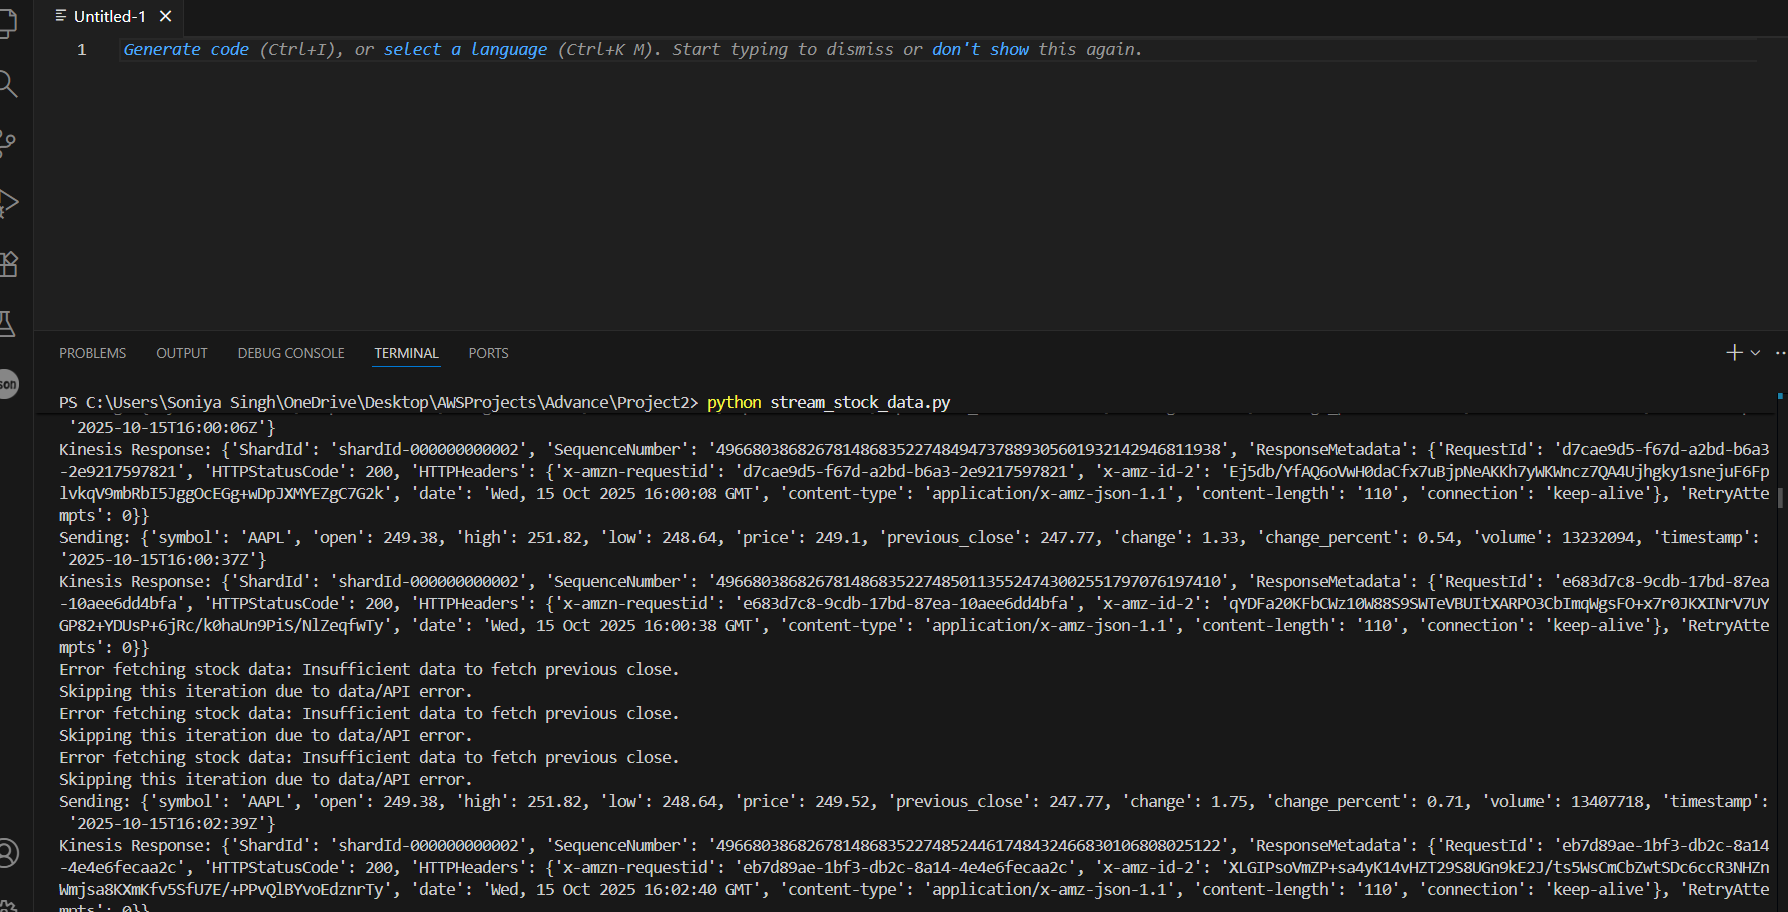 Untitled-1
1 Generate code (Ctrl+I), or select a language (Ctrl+K M). Start typing to dismiss or don't show this again.
PROBLEMS OUTPUT DEBUG CONSOLE TERMINAL PORTS
PS C:\Users\Soniya Singh\OneDrive\Desktop\AWSProjects\Advance\Project2> python stream_stock_data.py
'2025-10-15T16:00:06Z'}
Kinesis Response: {'ShardId': 'shardId-000000000002', 'SequenceNumber': '49668038682678148683522748494737889305601932142946811938', 'ResponseMetadata': {'RequestId': 'd7cae9d5-f67d-a2bd-b6a3
-2e9217597821', 'HTTPStatusCode': 200, 'HTTPHeaders': {'x-amzn-requestid': 'd7cae9d5-f67d-a2bd-b6a3-2e9217597821', 'x-amz-id-2': 'Ej5db/YfAQ6oVwH0daCfx7uBjpNeAKKh7yWKWncz7QA4Ujhgky1snejuF6Fp
lvkqV9mbRbI5JggOcEGg+wDpJXMYEZgC7G2k', 'date': 'Wed, 15 Oct 2025 16:00:08 GMT', 'content-type': 'application/x-amz-json-1.1', 'content-length': '110', 'connection': 'keep-alive'}, 'RetryAtte
mpts': 0}}
Sending: {'symbol': 'AAPL', 'open': 249.38, 'high': 251.82, 'low': 248.64, 'price': 249.1, 'previous_close': 247.77, 'change': 1.33, 'change_percent': 0.54, 'volume': 13232094, 'timestamp':
'2025-10-15T16:00:37Z'}
Kinesis Response: {'ShardId': 'shardId-000000000002', 'SequenceNumber': '49668038682678148683522748501135524743002551797076197410', 'ResponseMetadata': {'RequestId': 'e683d7c8-9cdb-17bd-87ea
-10aee6dd4bfa', 'HTTPStatusCode': 200, 'HTTPHeaders': {'x-amzn-requestid': 'e683d7c8-9cdb-17bd-87ea-10aee6dd4bfa', 'x-amz-id-2': 'qYDFa20KFbCWz10W88S9SWTeVBUItXARPO3CbImqWgsFO+x7r0JKXINrV7UY
GP82+YDUsP+6jRc/k0haUn9PiS/NlZeqfwTy', 'date': 'Wed, 15 Oct 2025 16:00:38 GMT', 'content-type': 'application/x-amz-json-1.1', 'content-length': '110', 'connection': 'keep-alive'}, 'RetryAtte
mpts': 0}}
Error fetching stock data: Insufficient data to fetch previous close.
Skipping this iteration due to data/API error.
Error fetching stock data: Insufficient data to fetch previous close.
Skipping this iteration due to data/API error.
Error fetching stock data: Insufficient data to fetch previous close.
Skipping this iteration due to data/API error.
Sending: {'symbol': 'AAPL', 'open': 249.38, 'high': 251.82, 'low': 248.64, 'price': 249.52, 'previous_close': 247.77, 'change': 1.75, 'change_percent': 0.71, 'volume': 13407718, 'timestamp':
'2025-10-15T16:02:39Z'}
Kinesis Response: {'ShardId': 'shardId-000000000002', 'SequenceNumber': '49668038682678148683522748524461748432466830106808025122', 'ResponseMetadata': {'RequestId': 'eb7d89ae-1bf3-db2c-8a14
-4e4e6fecaa2c', 'HTTPStatusCode': 200, 'HTTPHeaders': {'x-amzn-requestid': 'eb7d89ae-1bf3-db2c-8a14-4e4e6fecaa2c', 'x-amz-id-2': 'XLGIPsoVmZP+sa4yK14vHZT29S8UGn9kE2J/ts5WsCmCbZwtSDc6ccR3NHZn
Wmjsa8KXmKfv5SfU7E/+PPvQlBYvoEdznrTy', 'date': 'Wed, 15 Oct 2025 16:02:40 GMT', 'content-type': 'application/x-amz-json-1.1', 'content-length': '110', 'connection': 'keep-alive'}, 'RetryAtte
mpts': 0}}